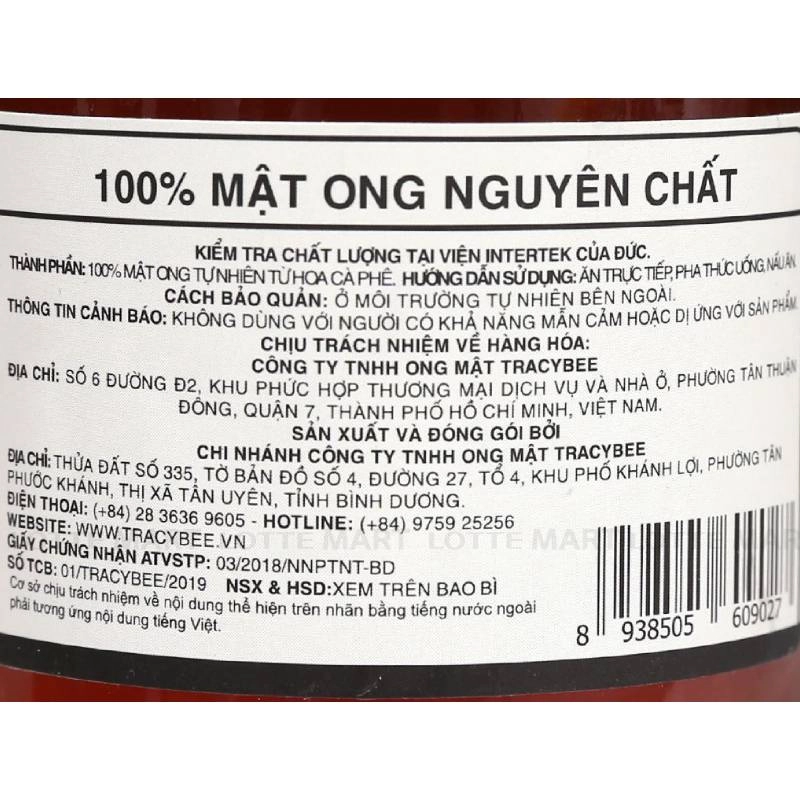 100% MẬT ONG NGUYÊN CHẤT
KIỂM TRA CHẤT LƯỢNG TẠI VIỆN INTERTEK CỦA ĐỨC.
THÀNH PHẦN: 100% MẬT ONG TỰ NHIÊN TỪ HOA CÀ PHÊ. HƯỚNG DẪN SỬ DỤNG: ĂN TRỰC TIẾP, PHA THỨC UỐNG, NẤU ĂN.
CÁCH BẢO QUẢN: Ở MÔI TRƯỜNG TỰ NHIÊN BÊN NGOÀI.
THÔNG TIN CẢNH BÁO: KHÔNG DÙNG VỚI NGƯỜI CÓ KHẢ NĂNG MẪN CẢM HOẶC DỊ ỨNG VỚI SẢN PHẨM.
CHỊU TRÁCH NHIỆM VỀ HÀNG HÓA:
CÔNG TY TNHH ONG MẬT TRACYBEE
ĐỊA CHỈ: SỐ 6 ĐƯỜNG Đ2, KHU PHỨC HỢP THƯƠNG MẠI DỊCH VỤ VÀ NHÀ Ở, PHƯỜNG TÂN THUẬN
ĐÔNG, QUẬN 7, THÀNH PHỐ HỒ CHÍ MINH, VIỆT NAM.
SẢN XUẤT VÀ ĐÓNG GÓI BỞI
CHI NHÁNH CÔNG TY TNHH ONG MẬT TRACYBEE
ĐỊA CHỈ: THỬA ĐẤT SỐ 335, TỜ BẢN ĐỒ SỐ 4, ĐƯỜNG 27, TỔ 4, KHU PHỐ KHÁNH LỢI, PHƯỜNG TÂN
PHƯỚC KHÁNH, THỊ XÃ TÂN UYÊN, TỈNH BÌNH DƯƠNG.
ĐIỆN THOẠI: (+84) 28 3636 9605 - HOTLINE: (+84) 9759 25256
WEBSITE: WWW.TRACYBEE.VN
LOTTE MART LOTTE MART LOTTE MART
GIẤY CHỨNG NHẬN ATVSTP: 03/2018/NNPTNT-BD
SỐ TCB: 01/TRACYBEE/2019 NSX & HSD: XEM TRÊN BAO BÌ
Cơ sở chịu trách nhiệm về nội dung thể hiện trên nhãn bằng tiếng nước ngoài
phải tương ứng nội dung tiếng Việt.
8 938505 609027